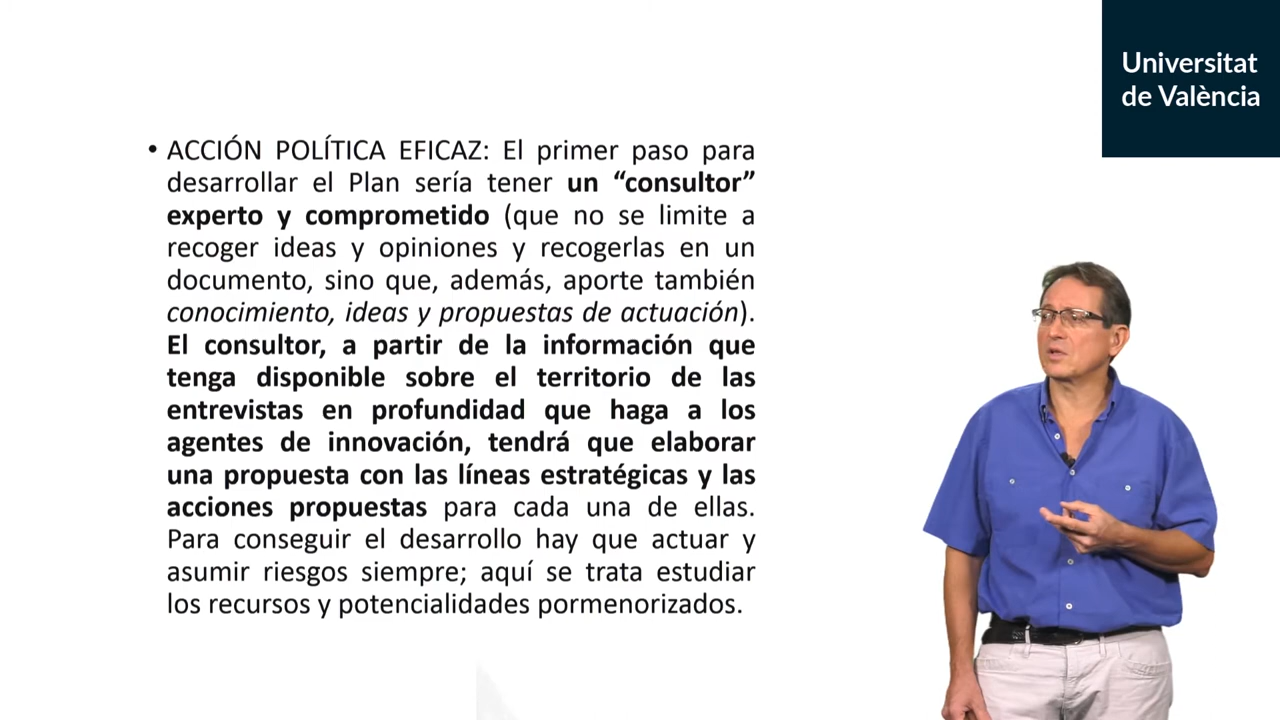 Universitat
de València
• ACCIÓN POLÍTICA EFICAZ: El primer paso para
desarrollar el Plan sería tener un “consultor”
experto y comprometido (que no se limite a
recoger ideas y opiniones y recogerlas en un
documento, sino que, además, aporte también
conocimiento, ideas y propuestas de actuación).
El consultor, a partir de la información que
tenga disponible sobre el territorio de las
entrevistas en profundidad que haga a los
agentes de innovación, tendrá que elaborar
una propuesta con las líneas estratégicas y las
acciones propuestas para cada una de ellas.
Para conseguir el desarrollo hay que actuar y
asumir riesgos siempre; aquí se trata estudiar
los recursos y potencialidades pormenorizados.